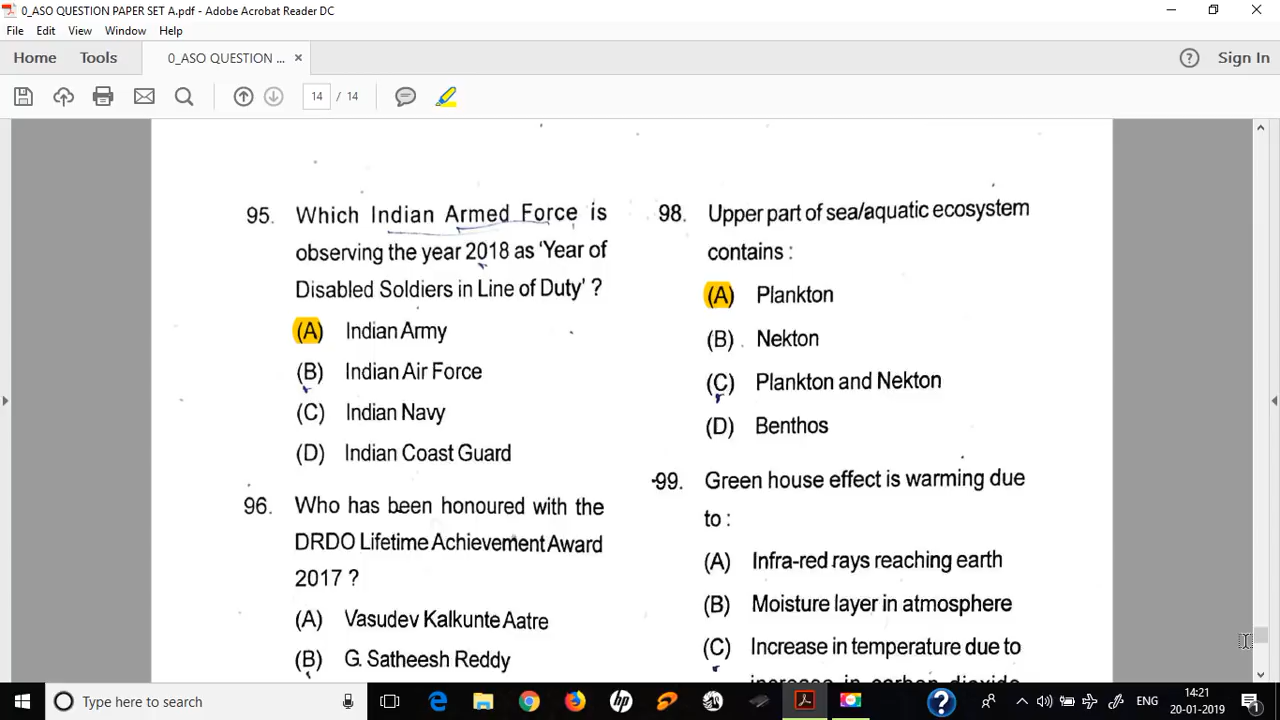 0_ASO QUESTION PAPER SET A.pdf - Adobe Acrobat Reader DC
File Edit View Window Help
Home Tools 0_ASO QUESTION ... × Sign In
14 / 14
95. Which Indian Armed Force is
observing the year 2018 as 'Year of
Disabled Soldiers in Line of Duty' ?
(A) Indian Army
(B) Indian Air Force
(C) Indian Navy
(D) Indian Coast Guard
96. Who has been honoured with the
DRDO Lifetime Achievement Award
2017 ?
(A) Vasudev Kalkunte Aatre
(B) G. Satheesh Reddy
98. Upper part of sea/aquatic ecosystem
contains :
(A) Plankton
(B) Nekton
(C) Plankton and Nekton
(D) Benthos
99. Green house effect is warming due
to :
(A) Infra-red rays reaching earth
(B) Moisture layer in atmosphere
(C) Increase in temperature due to
increase in carbon dioxide
Type here to search
ENG
14:21
20-01-2019